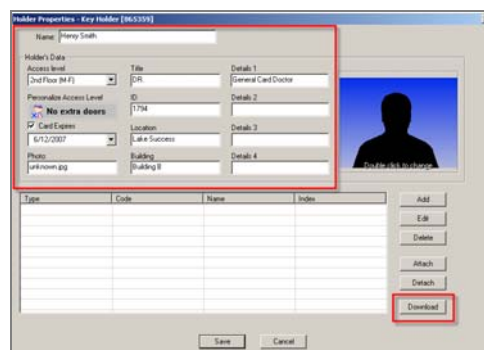 Holder Properties - Key Holder [065359]
Name: Henry Smith
Holder's Data
Access level Title Details 1
2nd Floor (M-F) DR. General Card Doctor
Personalize Access Level ID Details 2
No extra doors 1794
Card Expires Location Details 3
6/12/2007 Lake Success
Photo Building Details 4
unknown.jpg Building 8
Double click to change
Type Code Name Index
Add
Edit
Delete
Attach
Detach
Download
Save Cancel